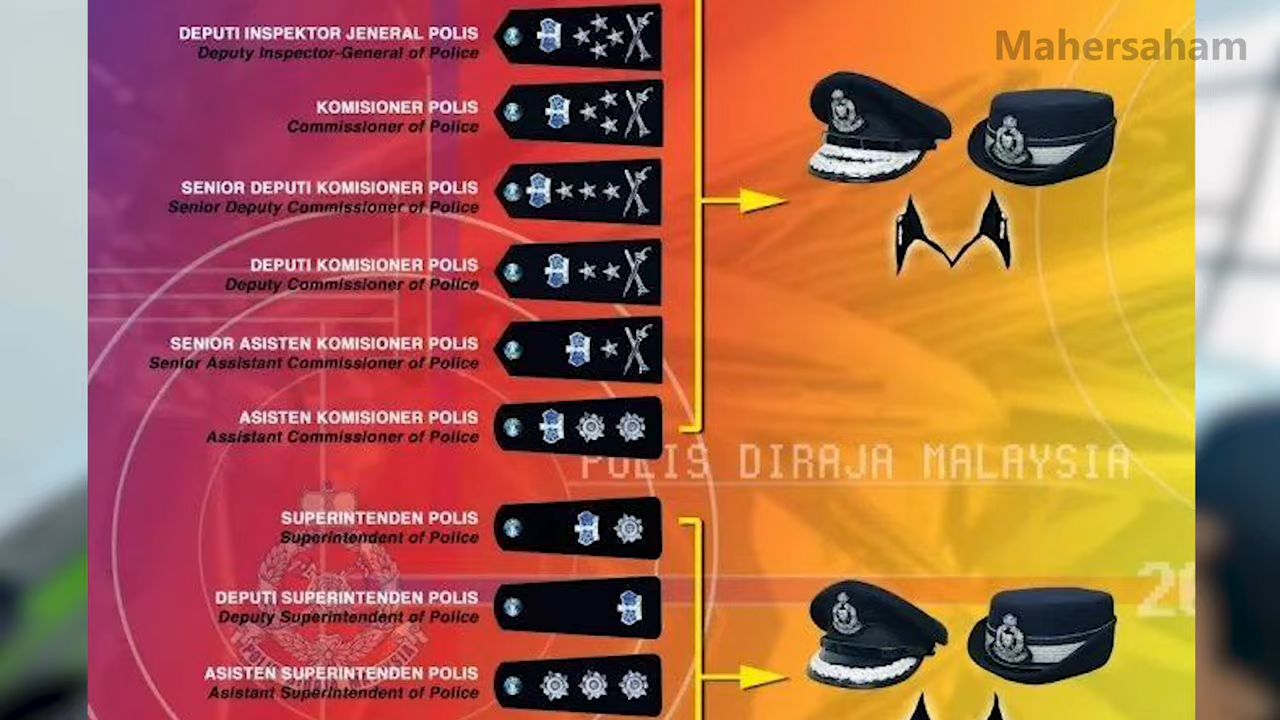 Mahersaham
DEPUTI INSPEKTOR JENERAL POLIS
Deputy Inspector-General of Police
KOMISIONER POLIS
Commissioner of Police
SENIOR DEPUTI KOMISIONER POLIS
Senior Deputy Commissioner of Police
DEPUTI KOMISIONER POLIS
Deputy Commissioner of Police
SENIOR ASISTEN KOMISIONER POLIS
Senior Assistant Commissioner of Police
ASISTEN KOMISIONER POLIS
Assistant Commissioner of Police
POLIS DIRAJA MALAYSIA
SUPERINTENDEN POLIS
Superintendent of Police
DEPUTI SUPERINTENDEN POLIS
Deputy Superintendent of Police
ASISTEN SUPERINTENDEN POLIS
Asistant Superintendent of Police